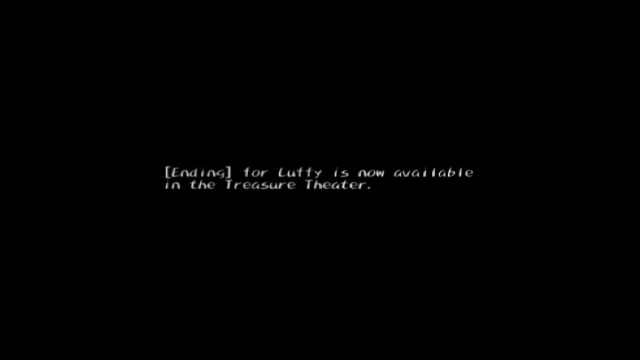 [Ending] for Luffy is now available
in the Treasure Theater.